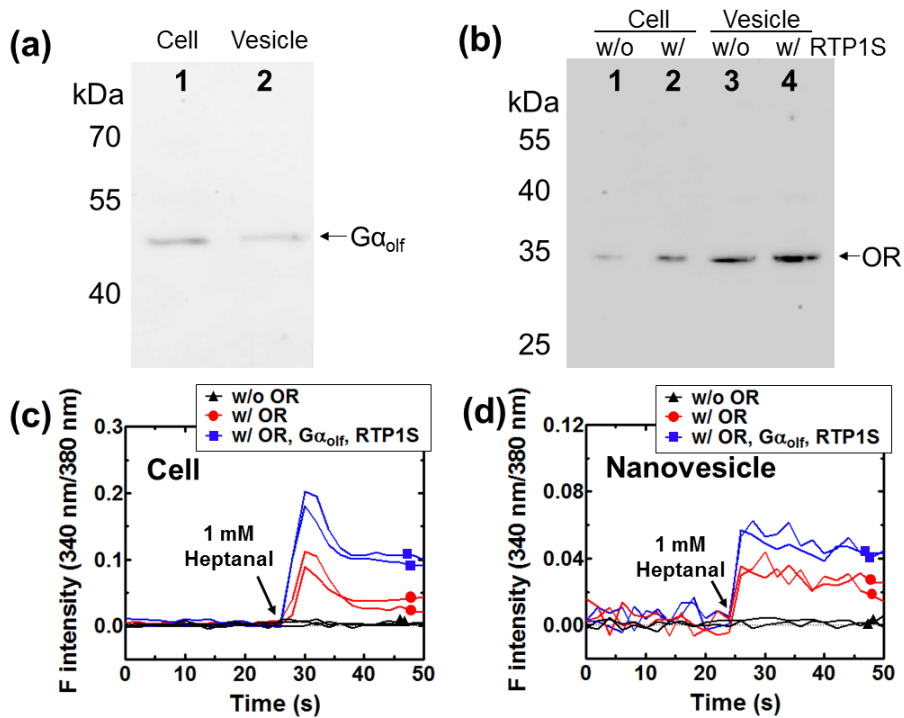 (a)
Cell Vesicle
1 2
kDa
70
55
40
Gα_olf
(b)
Cell Vesicle
w/o w/ w/o w/ RTP1S
1 2 3 4
kDa
55
40
35
25
OR
(c)
w/o OR
w/ OR
w/ OR, Gα_olf, RTP1S
Cell
1 mM
Heptanal
F intensity (340 nm/380 nm)
0.3
0.2
0.1
0.0
0 10 20 30 40 50
Time (s)
(d)
w/o OR
w/ OR
w/ OR, Gα_olf, RTP1S
Nanovesicle
1 mM
Heptanal
F intensity (340 nm/380 nm)
0.12
0.08
0.04
0.00
0 10 20 30 40 50
Time (s)